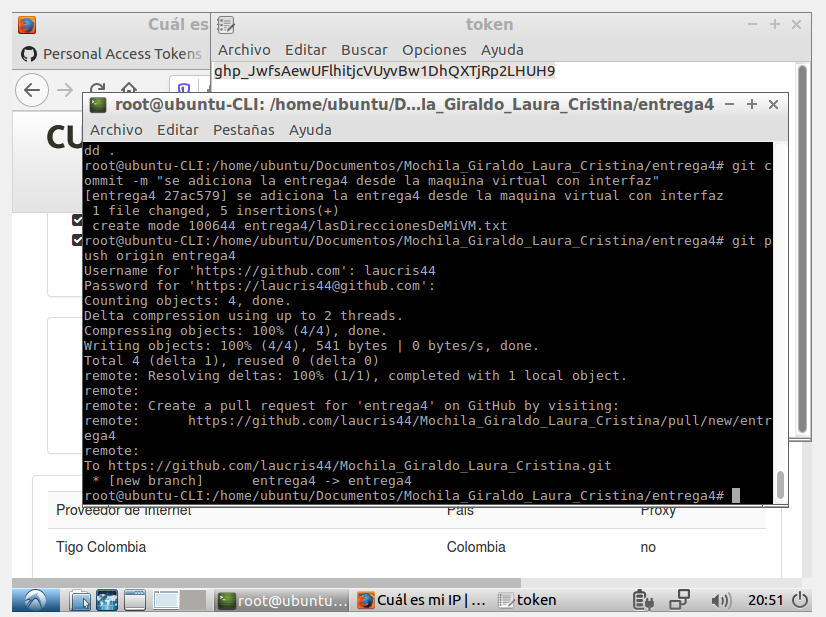 Cuál es
token
Personal Access Tokens
Archivo Editar Buscar Opciones Ayuda
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
root@ubuntu-CLI: /home/ubuntu/D...la_Giraldo_Laura_Cristina/entrega4
Archivo Editar Pestañas Ayuda
CU
dd .
root@ubuntu-CLI:/home/ubuntu/Documentos/Mochila_Giraldo_Laura_Cristina/entrega4# git c
ommit -m "se adiciona la entrega4 desde la maquina virtual con interfaz"
[entrega4 27ac579] se adiciona la entrega4 desde la maquina virtual con interfaz
1 file changed, 5 insertions(+)
create mode 100644 entrega4/lasDireccionesDeMiVM.txt
root@ubuntu-CLI:/home/ubuntu/Documentos/Mochila_Giraldo_Laura_Cristina/entrega4# git p
ush origin entrega4
Username for 'https://github.com': laucris44
Password for 'https://laucris44@github.com':
Counting objects: 4, done.
Delta compression using up to 2 threads.
Compressing objects: 100% (4/4), done.
Writing objects: 100% (4/4), 541 bytes | 0 bytes/s, done.
Total 4 (delta 1), reused 0 (delta 0)
remote: Resolving deltas: 100% (1/1), completed with 1 local object.
remote:
remote: Create a pull request for 'entrega4' on GitHub by visiting:
remote:      https://github.com/laucris44/Mochila_Giraldo_Laura_Cristina/pull/new/entr
ega4
remote:
To https://github.com/laucris44/Mochila_Giraldo_Laura_Cristina.git
* [new branch]      entrega4 -> entrega4
root@ubuntu-CLI:/home/ubuntu/Documentos/Mochila_Giraldo_Laura_Cristina/entrega4#
Proveedor de Internet País Proxy
Tigo Colombia Colombia no
root@ubuntu... Cuál es mi IP | ... token 20:51